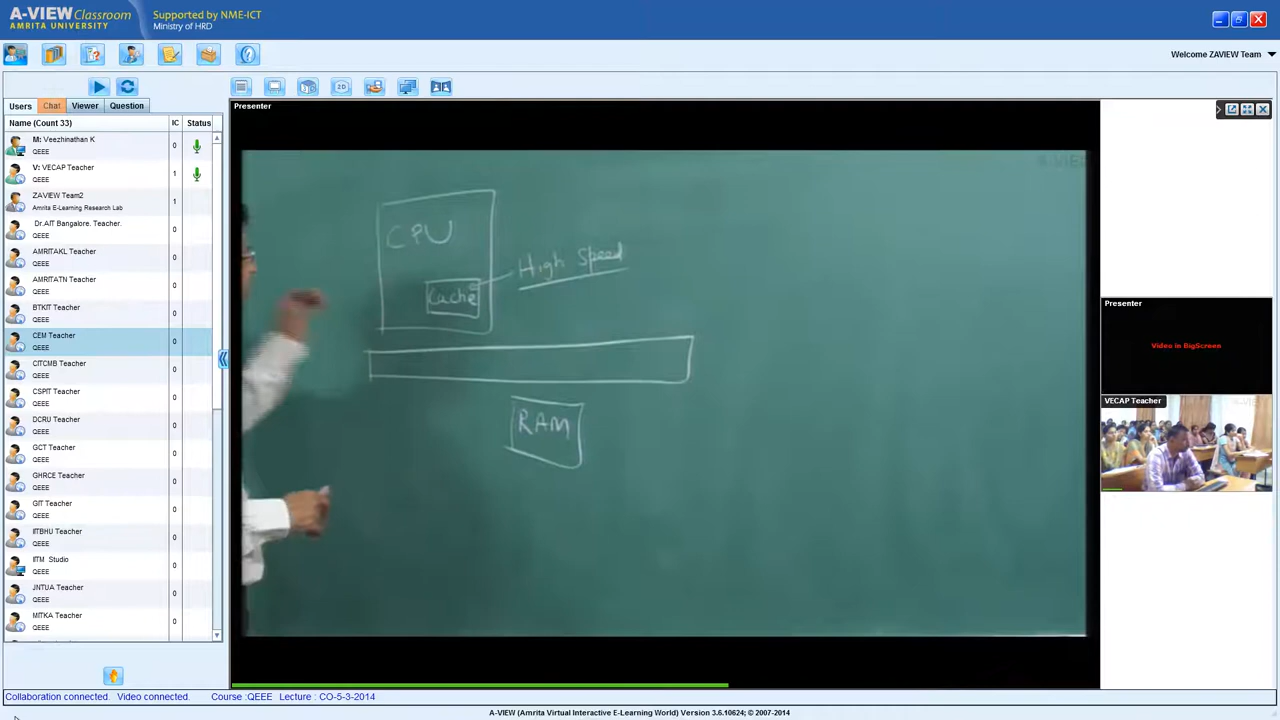 A-VIEW Classroom
AMRITA UNIVERSITY
Supported by NME-ICT
Ministry of HRD
Welcome ZAVIEW Team
Users
Chat
Viewer
Question
Name (Count 33)
IC
Status
M: Veezhinathan K
QEEE
0
V: VECAP Teacher
QEEE
1
ZAVIEW Team2
Amrita E-Learning Research Lab
1
Dr.AIT Bangalore. Teacher.
QEEE
0
AMRITAKL Teacher
QEEE
0
AMRITATN Teacher
QEEE
0
BTKIT Teacher
QEEE
0
CEM Teacher
QEEE
0
CITCMB Teacher
QEEE
0
CSPIT Teacher
QEEE
0
DCRU Teacher
QEEE
0
GCT Teacher
QEEE
0
GHRCE Teacher
QEEE
0
GIT Teacher
QEEE
0
IITBHU Teacher
QEEE
0
IITM Studio
QEEE
0
JNTUA Teacher
QEEE
0
MITKA Teacher
QEEE
0
2D
Presenter
A-VIEW
CPU
Cache
High Speed
RAM
Presenter
Video in BigScreen
VECAP Teacher
Collaboration connected. Video connected. Course :QEEE Lecture : CO-5-3-2014
A-VIEW (Amrita Virtual Interactive E-Learning World) Version 3.6.10624; © 2007-2014